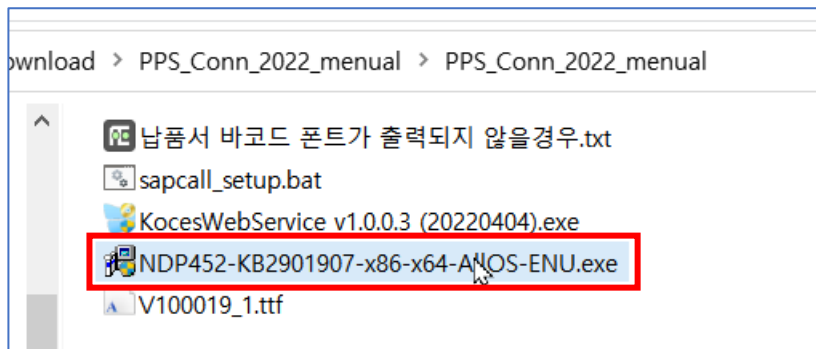 ownload > PPS_Conn_2022_menual > PPS_Conn_2022_menual
납품서 바코드 폰트가 출력되지 않을경우.txt
sapcall_setup.bat
KocesWebService v1.0.0.3 (20220404).exe
NDP452-KB2901907-x86-x64-AllOS-ENU.exe
V100019_1.ttf